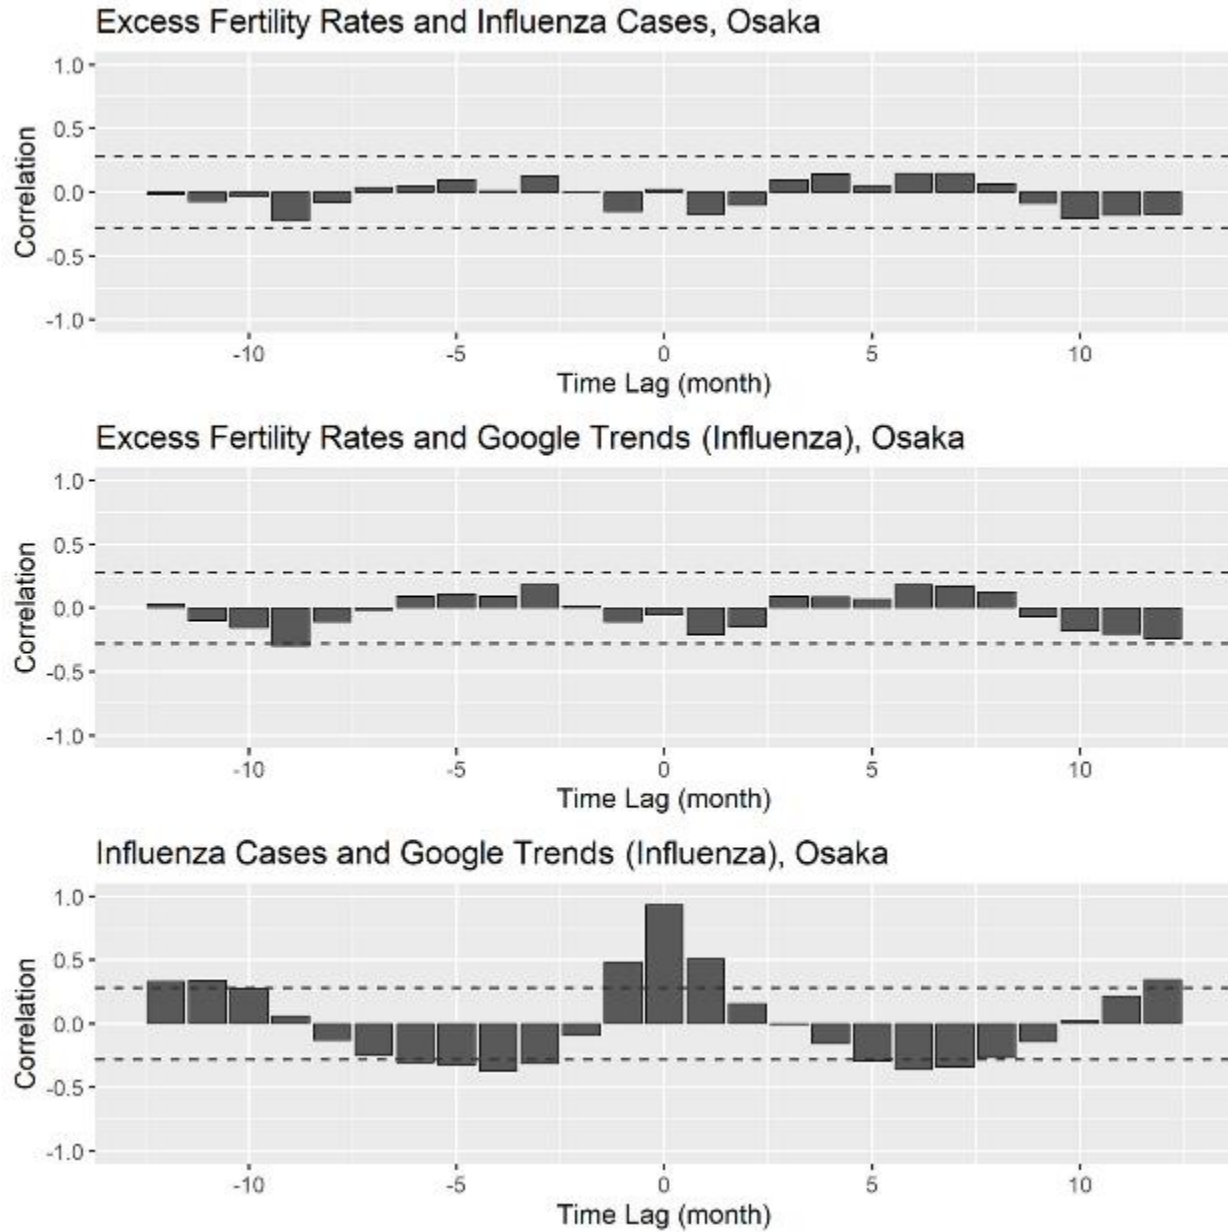 Excess Fertility Rates and Influenza Cases, Osaka
1.0
0.5
0.0
-0.5
-1.0
Correlation
-10 -5 0 5 10
Time Lag (month)
Excess Fertility Rates and Google Trends (Influenza), Osaka
1.0
0.5
0.0
-0.5
-1.0
Correlation
-10 -5 0 5 10
Time Lag (month)
Influenza Cases and Google Trends (Influenza), Osaka
1.0
0.5
0.0
-0.5
-1.0
Correlation
-10 -5 0 5 10
Time Lag (month)